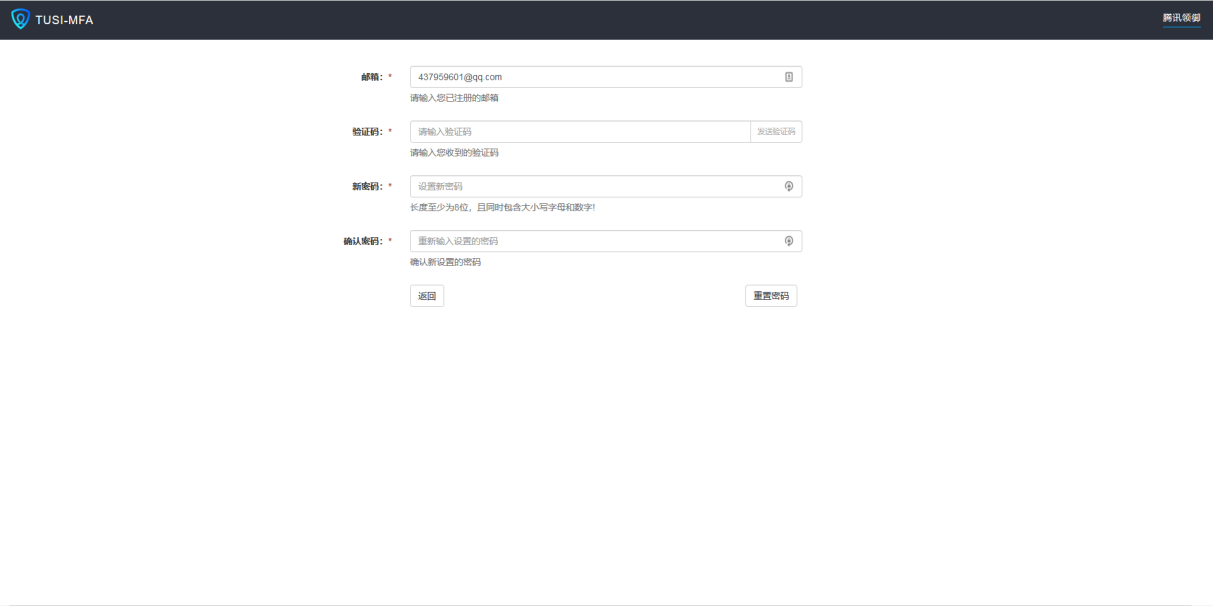 TUSI-MFA
腾讯领御
邮箱： *
437959601@qq.com
请输入您已注册的邮箱
验证码： *
请输入验证码
发送验证码
请输入您收到的验证码
新密码： *
设置新密码
长度至少为8位，且同时包含大小写字母和数字!
确认密码： *
重新输入设置的密码
确认新设置的密码
返回
重置密码